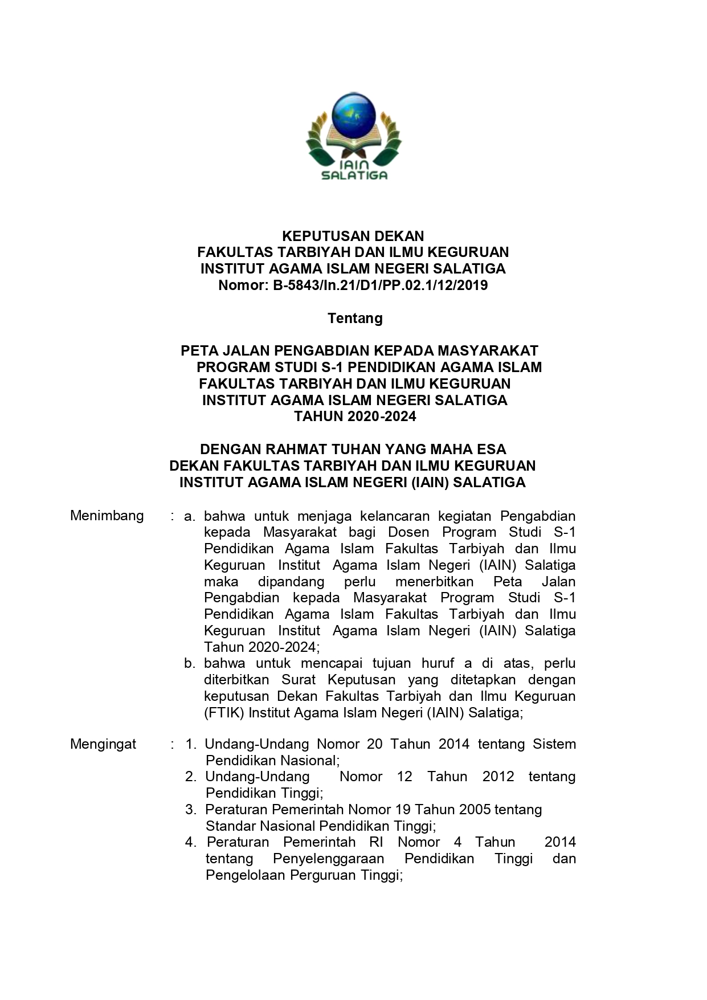 IAIN
SALATIGA
KEPUTUSAN DEKAN
FAKULTAS TARBIYAH DAN ILMU KEGURUAN
INSTITUT AGAMA ISLAM NEGERI SALATIGA
Nomor: B-5843/In.21/D1/PP.02.1/12/2019
Tentang
PETA JALAN PENGABDIAN KEPADA MASYARAKAT
PROGRAM STUDI S-1 PENDIDIKAN AGAMA ISLAM
FAKULTAS TARBIYAH DAN ILMU KEGURUAN
INSTITUT AGAMA ISLAM NEGERI SALATIGA
TAHUN 2020-2024
DENGAN RAHMAT TUHAN YANG MAHA ESA
DEKAN FAKULTAS TARBIYAH DAN ILMU KEGURUAN
INSTITUT AGAMA ISLAM NEGERI (IAIN) SALATIGA
Menimbang : a. bahwa untuk menjaga kelancaran kegiatan Pengabdian
kepada Masyarakat bagi Dosen Program Studi S-1
Pendidikan Agama Islam Fakultas Tarbiyah dan Ilmu
Keguruan Institut Agama Islam Negeri (IAIN) Salatiga
maka dipandang perlu menerbitkan Peta Jalan
Pengabdian kepada Masyarakat Program Studi S-1
Pendidikan Agama Islam Fakultas Tarbiyah dan Ilmu
Keguruan Institut Agama Islam Negeri (IAIN) Salatiga
Tahun 2020-2024;
b. bahwa untuk mencapai tujuan huruf a di atas, perlu
diterbitkan Surat Keputusan yang ditetapkan dengan
keputusan Dekan Fakultas Tarbiyah dan Ilmu Keguruan
(FTIK) Institut Agama Islam Negeri (IAIN) Salatiga;
Mengingat : 1. Undang-Undang Nomor 20 Tahun 2014 tentang Sistem
Pendidikan Nasional;
2. Undang-Undang Nomor 12 Tahun 2012 tentang
Pendidikan Tinggi;
3. Peraturan Pemerintah Nomor 19 Tahun 2005 tentang
Standar Nasional Pendidikan Tinggi;
4. Peraturan Pemerintah RI Nomor 4 Tahun 2014
tentang Penyelenggaraan Pendidikan Tinggi dan
Pengelolaan Perguruan Tinggi;